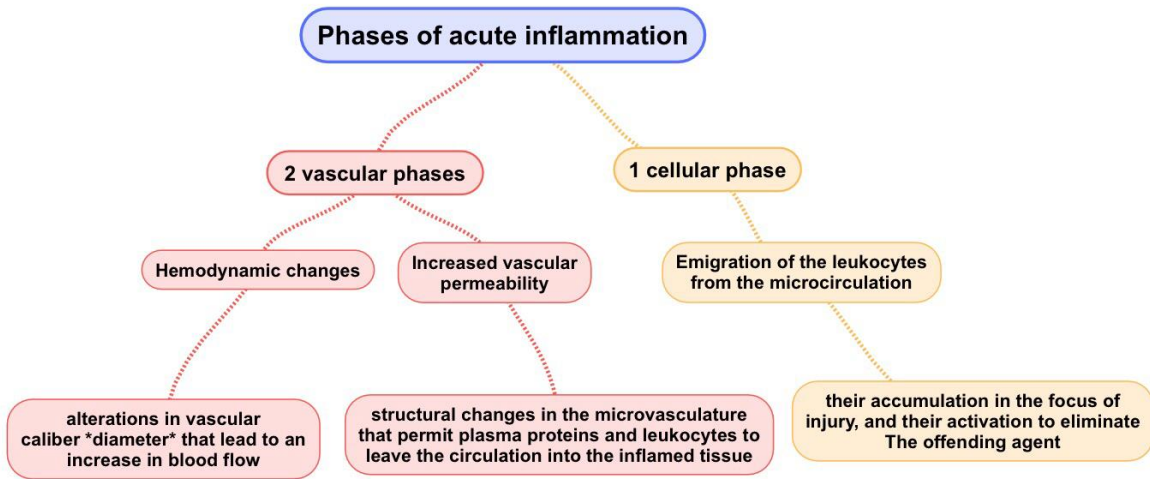 Phases of acute inflammation
2 vascular phases
1 cellular phase
Hemodynamic changes
Increased vascular
permeability
Emigration of the leukocytes
from the microcirculation
alterations in vascular
caliber *diameter* that lead to an
increase in blood flow
structural changes in the microvasculature
that permit plasma proteins and leukocytes to
leave the circulation into the inflamed tissue
their accumulation in the focus of
injury, and their activation to eliminate
The offending agent